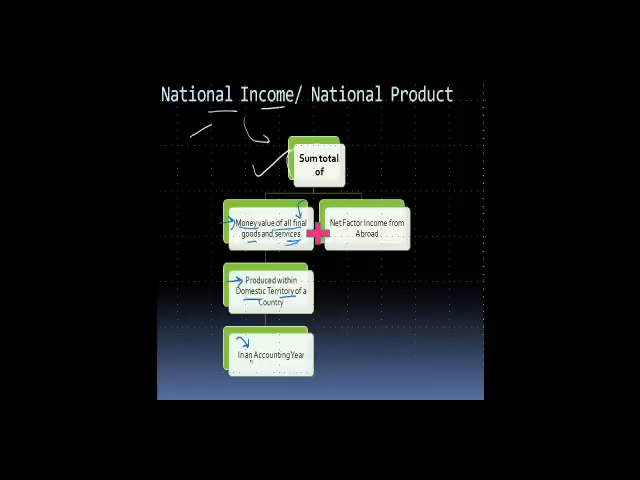 National Income/ National Product
Sum total
of
Money value of all final
goods and services.
Net Factor Income from
Abroad
Produced within
Domestic Territory of a
Country
In an Accounting Year